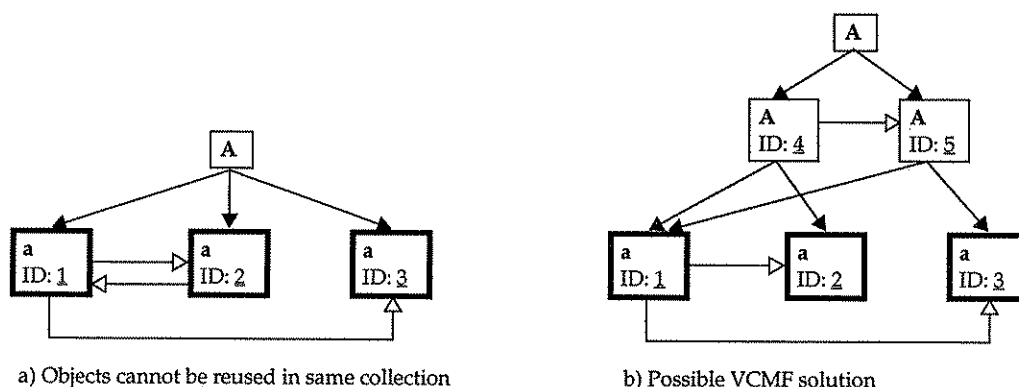 A
a
ID: 1
a
ID: 2
a
ID: 3
a) Objects cannot be reused in same collection
A
A
ID: 4
A
ID: 5
a
ID: 1
a
ID: 2
a
ID: 3
b) Possible VCMF solution